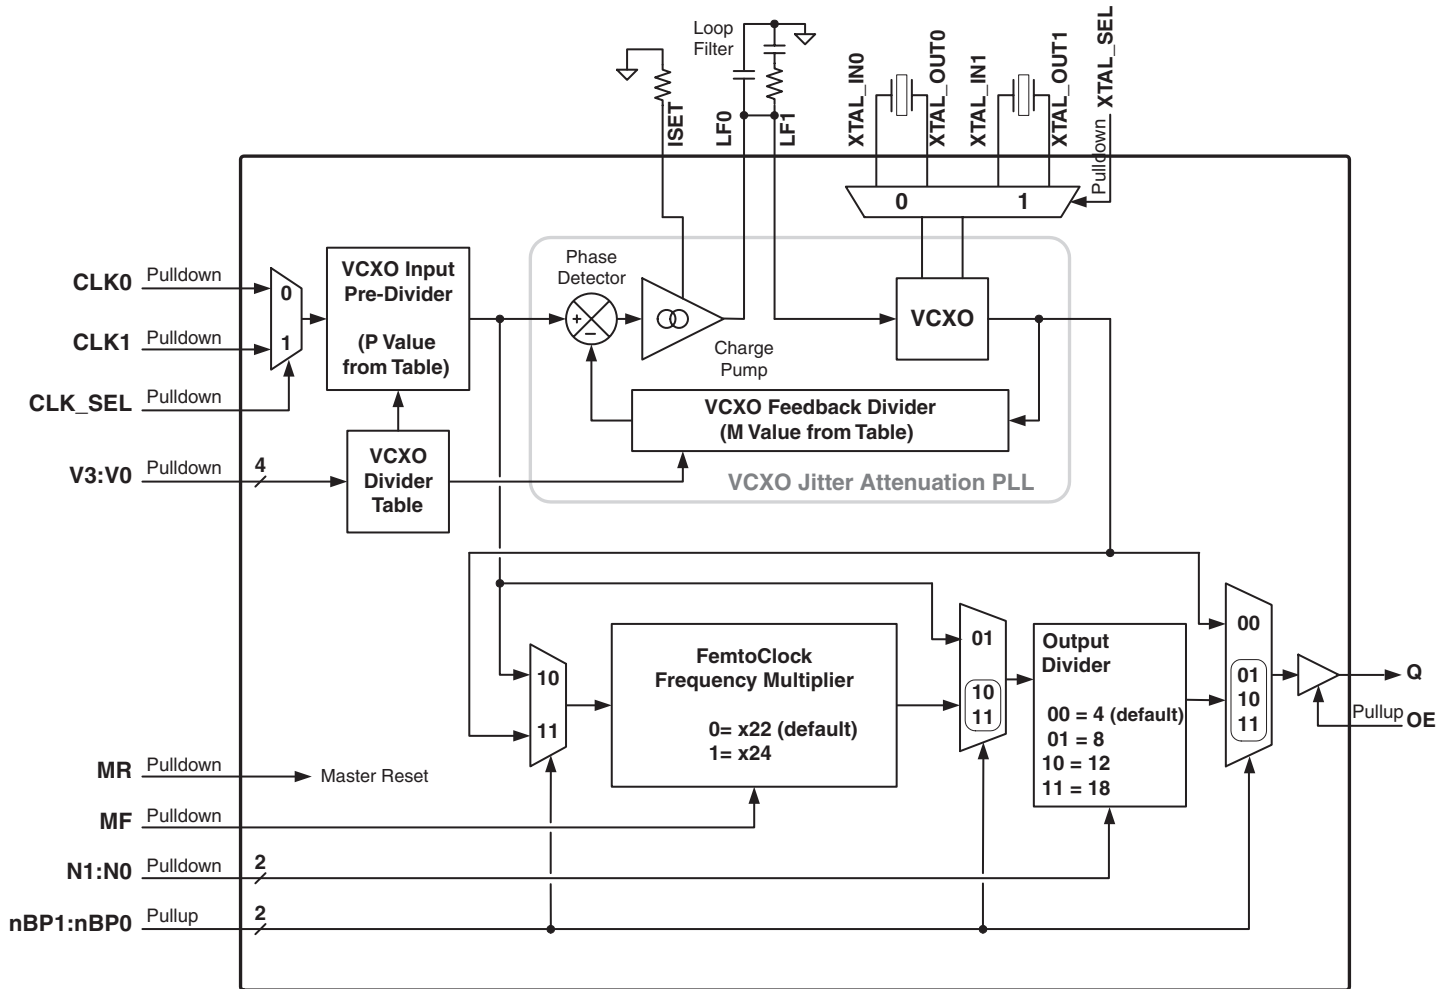 Loop
Filter
ISET
LF0
LF1
XTAL_IN0
XTAL_OUT0
XTAL_IN1
XTAL_OUT1
Pulldown XTAL_SEL
0 1
CLK0 Pulldown
0
CLK1 Pulldown
1
CLK_SEL Pulldown
V3:V0 Pulldown 4
VCXO Input
Pre-Divider
(P Value
from Table)
VCXO
Divider
Table
Phase
Detector
+
−
Charge
Pump
VCXO
VCXO Feedback Divider
(M Value from Table)
VCXO Jitter Attenuation PLL
10
11
FemtoClock
Frequency Multiplier
0= x22 (default)
1= x24
01
10
11
Output
Divider
00 = 4 (default)
01 = 8
10 = 12
11 = 18
00
01
10
11
Q
Pullup OE
MR Pulldown Master Reset
MF Pulldown
N1:N0 Pulldown 2
nBP1:nBP0 Pullup 2